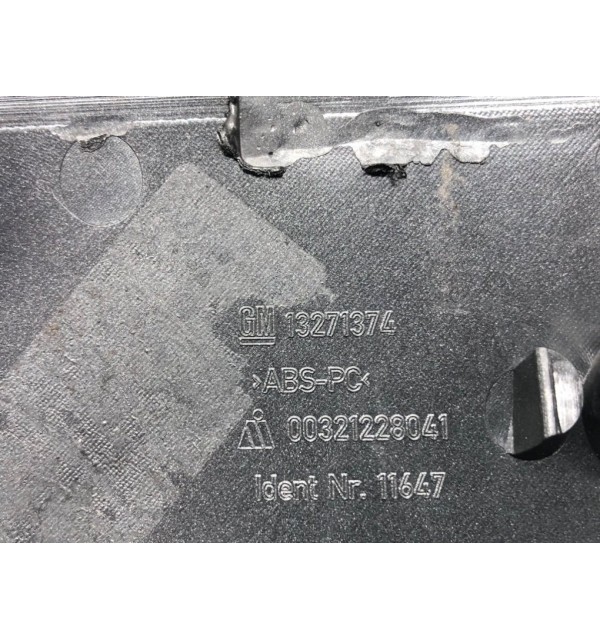 GM 13271374
>ABS-PC<
00321228041
Ident Nr. 11647